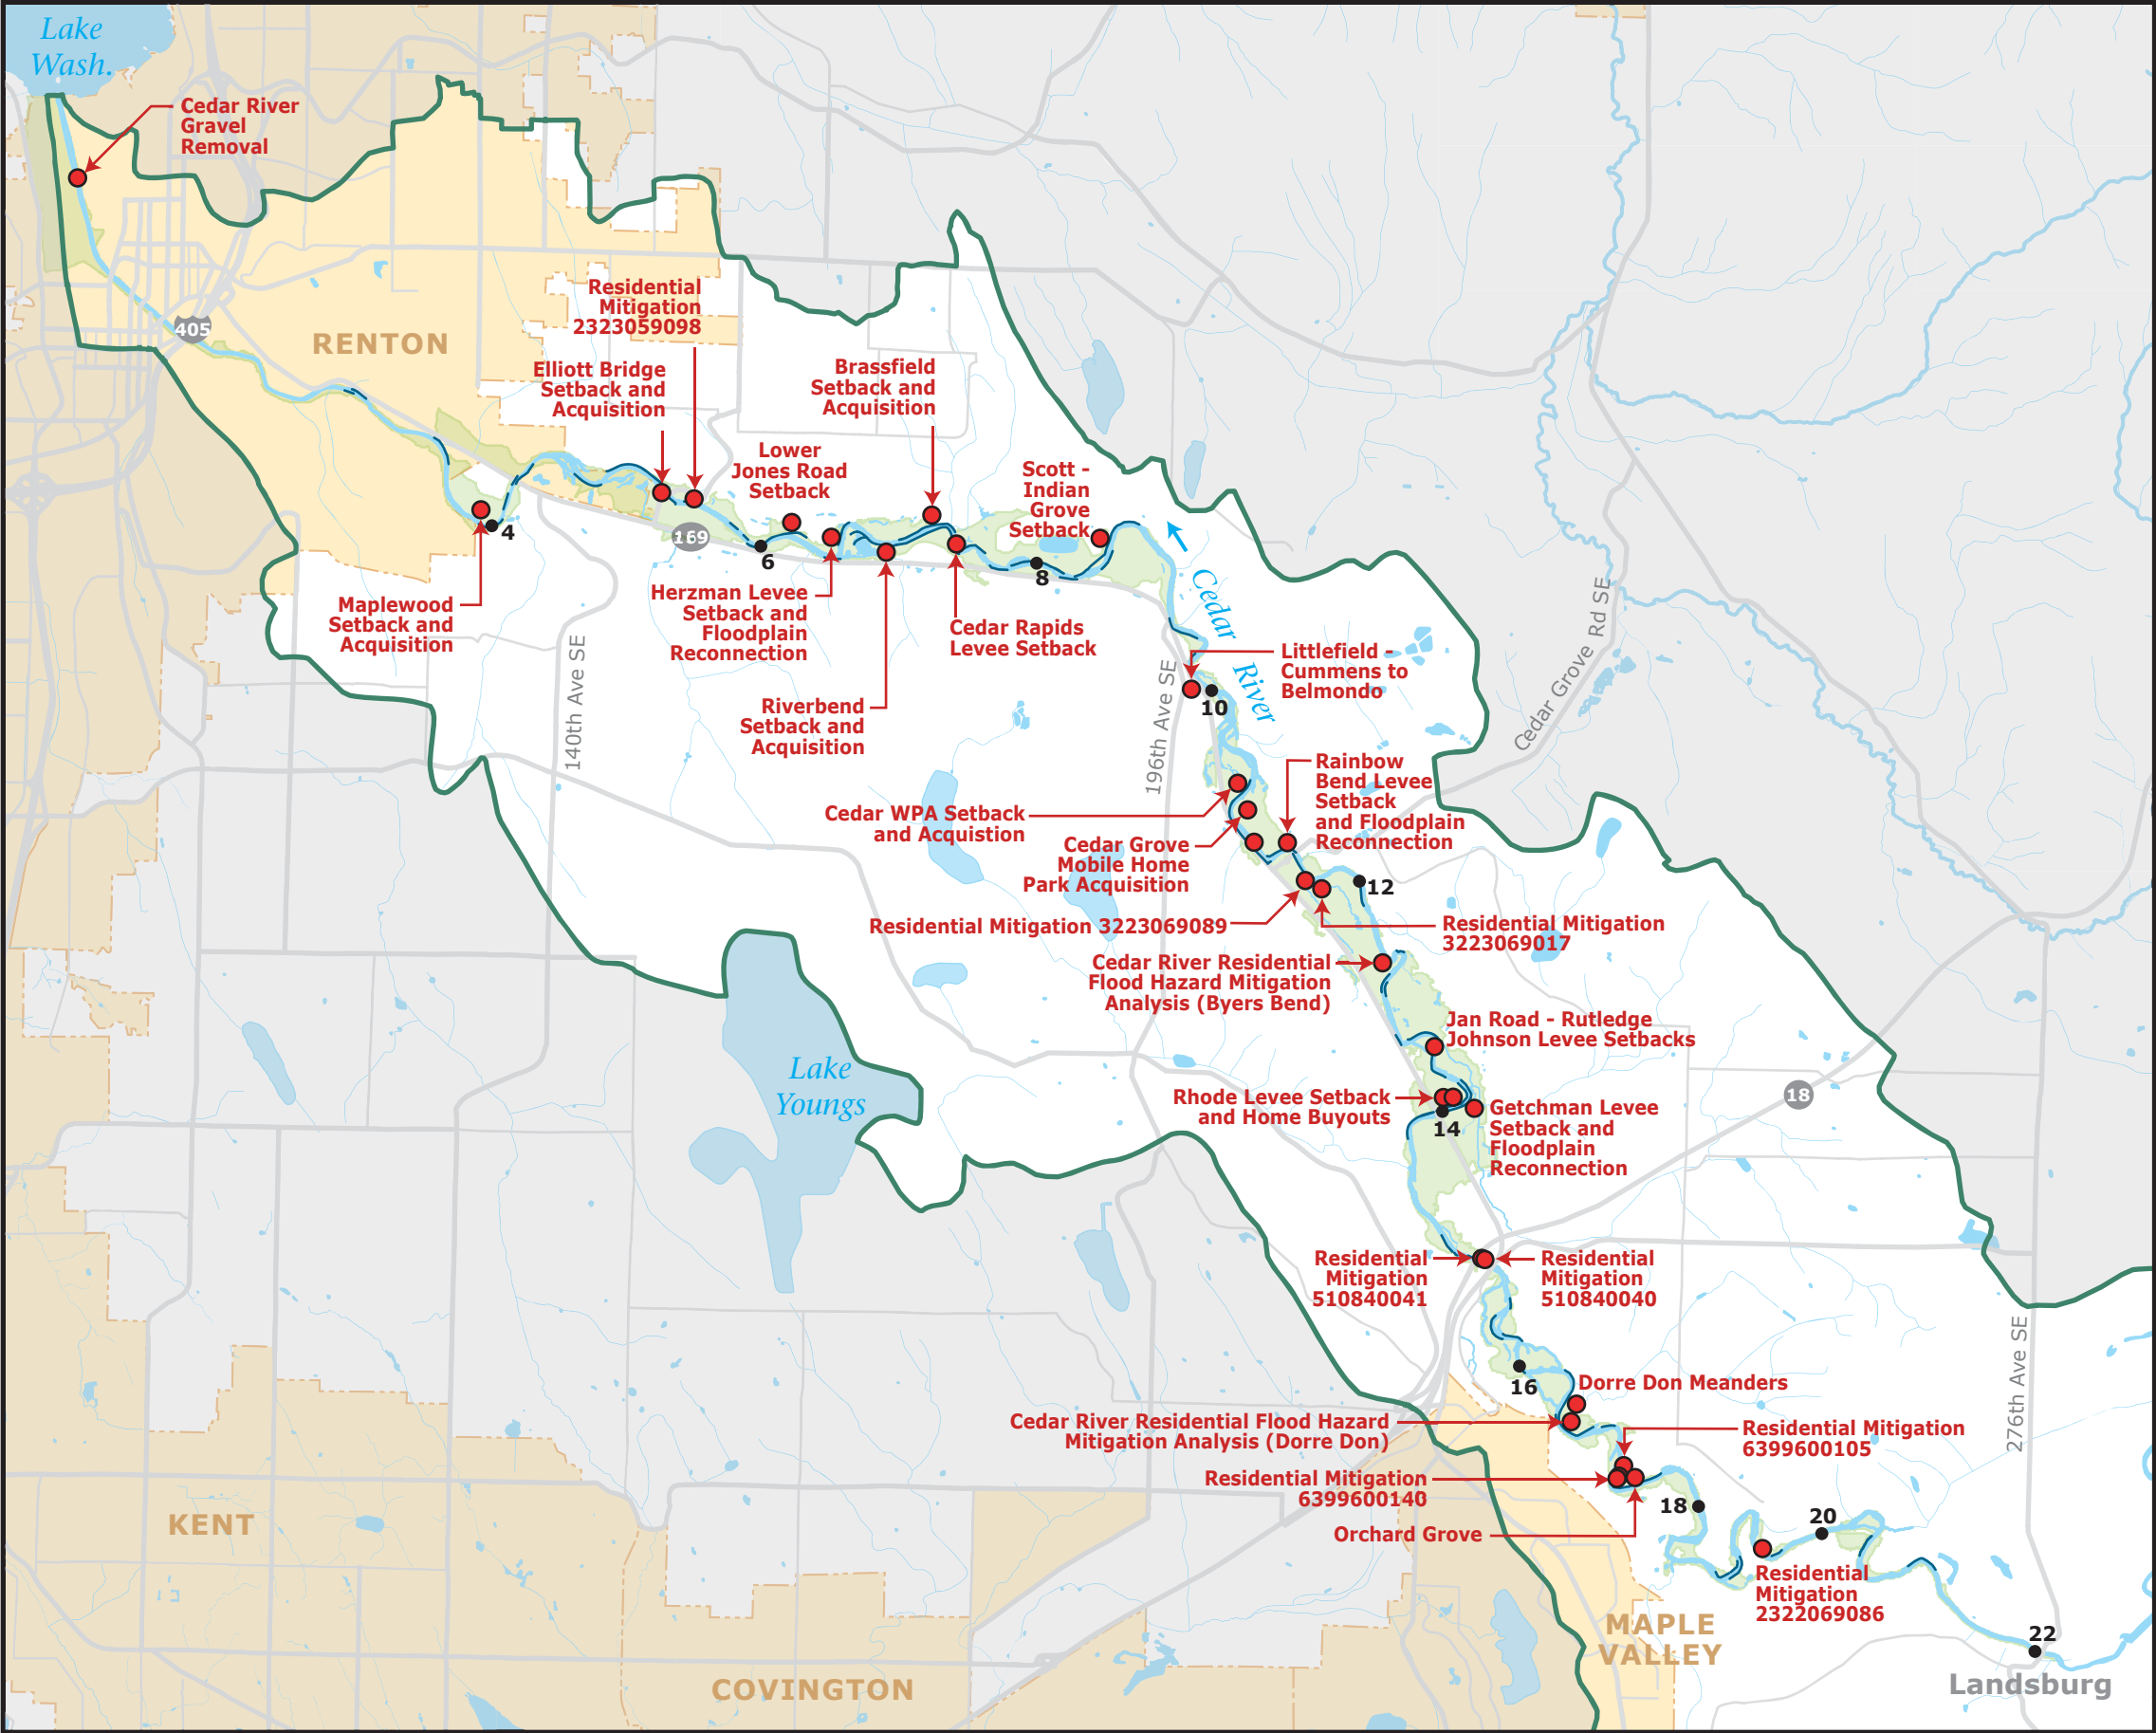 Lake
Wash.
Cedar River
Gravel
Removal
405
RENTON
Residential
Mitigation
2323059098
Elliott Bridge
Setback and
Acquisition
Brassfield
Setback and
Acquisition
Lower
Jones Road
Setback
Scott -
Indian
Grove
Setback
4
169
6
8
Maplewood
Setback and
Acquisition
Herzman Levee
Setback and
Floodplain
Reconnection
Cedar Rapids
Levee Setback
Riverbend
Setback and
Acquisition
140th Ave SE
Cedar
River
196th Ave SE
Cedar Grove Rd SE
Littlefield -
Cummens to
Belmondo
10
Rainbow
Bend Levee
Setback
and Floodplain
Reconnection
Cedar WPA Setback
and Acquistion
Cedar Grove
Mobile Home
Park Acquisition
12
Residential Mitigation 3223069089
Residential Mitigation
3223069017
Cedar River Residential
Flood Hazard Mitigation
Analysis (Byers Bend)
Jan Road - Rutledge
Johnson Levee Setbacks
Lake
Youngs
Rhode Levee Setback
and Home Buyouts
14
Getchman Levee
Setback and
Floodplain
Reconnection
18
Residential
Mitigation
510840041
Residential
Mitigation
510840040
276th Ave SE
16
Dorre Don Meanders
Cedar River Residential Flood Hazard
Mitigation Analysis (Dorre Don)
Residential Mitigation
6399600105
Residential Mitigation
6399600140
Orchard Grove
18
20
Residential
Mitigation
2322069086
KENT
COVINGTON
MAPLE
VALLEY
22
Landsburg